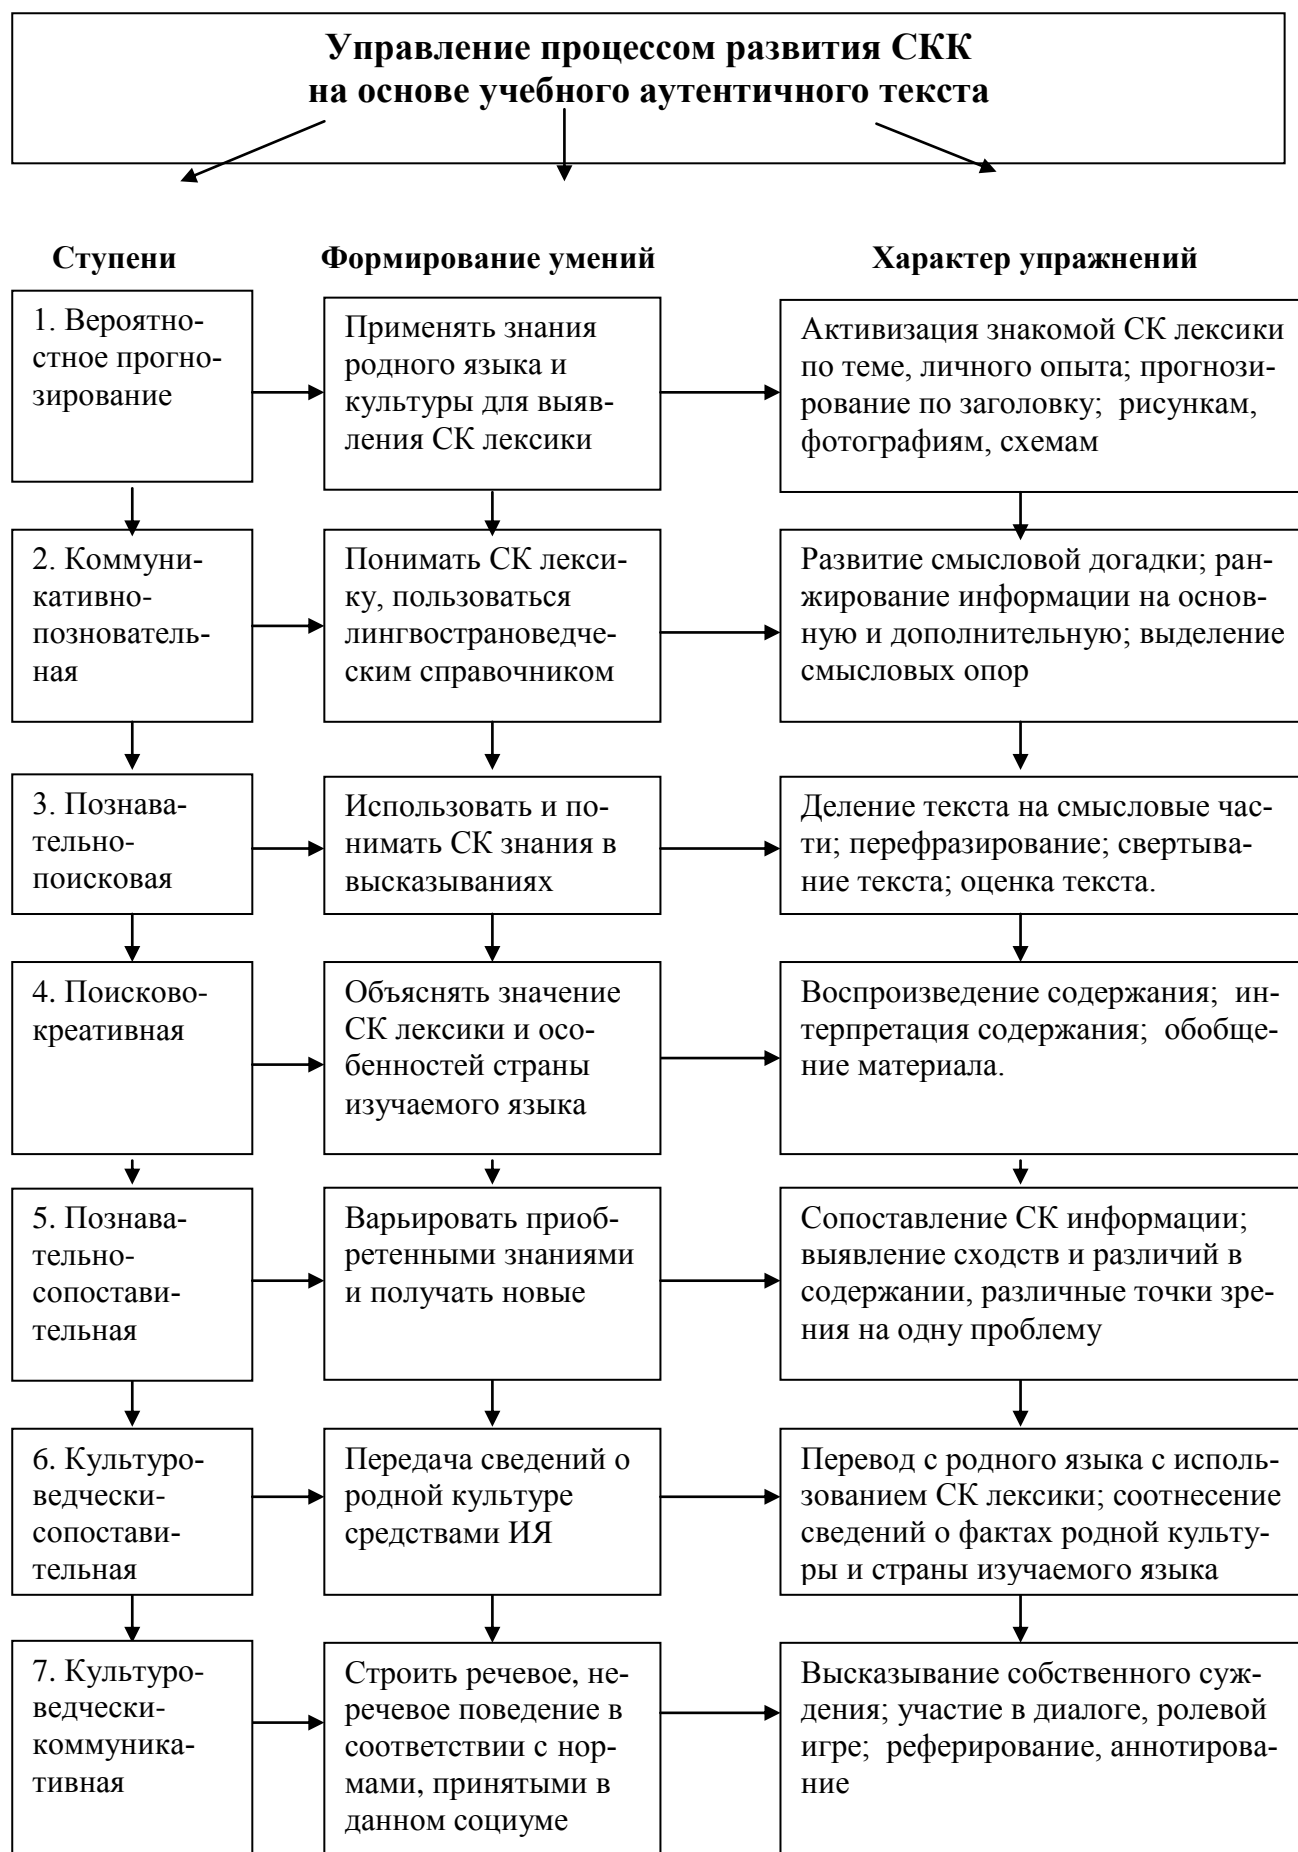 Управление процессом развития СКК
на основе учебного аутентичного текста
Ступени
Формирование умений
Характер упражнений
1. Вероятно-
стное прогно-
зирование
Применять знания
родного языка и
культуры для выяв-
ления СК лексики
Активизация знакомой СК лексики
по теме, личного опыта; прогнози-
рование по заголовку; рисункам,
фотографиям, схемам
2. Коммуни-
кативно-
позновател­ь-
ная
Понимать СК лекси-
ку, пользоваться
лингвострановедче-
ским справочником
Развитие смысловой догадки; ран-
жирование информации на основ-
ную и дополнительную; выделение
смысловых опор
3. Познава-
тельно-
поисковая
Использовать и по-
нимать СК знания в
высказываниях
Деление текста на смысловые час-
ти; перефразирование; свертыва-
ние текста; оценка текста.
4. Поисково-
креативная
Объяснять значение
СК лексики и осо-
бенностей страны
изучаемого языка
Воспроизведение содержания; ин-
терпретация содержания; обобще-
ние материала.
5. Познава-
тельно-
сопостави-
тельная
Варьировать приоб-
ретенными знаниями
и получать новые
Сопоставление СК информации;
выявление сходств и различий в
содержании, различные точки зре-
ния на одну проблему
6. Культуро-
ведчески-
сопостави-
тельная
Передача сведений о
родной культуре
средствами ИЯ
Перевод с родного языка с исполь-
зованием СК лексики; соотнесение
сведений о фактах родной культу-
ры и страны изучаемого языка
7. Культуро-
ведчески-
коммуника-
тивная
Строить речевое, не-
речевое поведение в
соответствии с нор-
мами, принятыми в
данном социуме
Высказывание собственного суж-
дения; участие в диалоге, ролевой
игре; реферирование, аннотирова-
ние